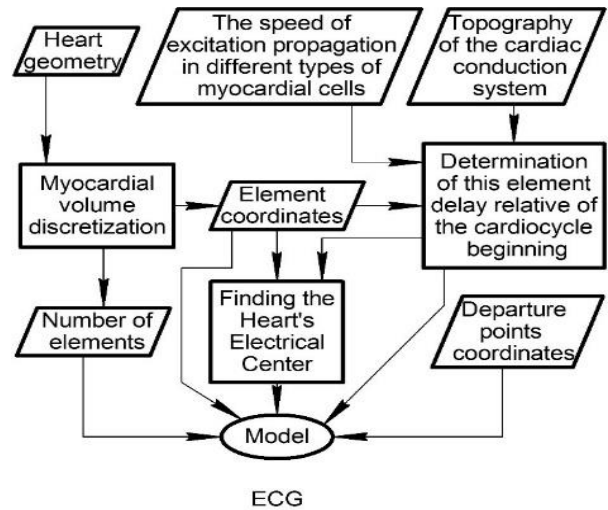 Heart
geometry
The speed of
excitation propagation
in different types of
myocardial cells
Topography
of the cardiac
conduction
system
Myocardial
volume
discretization
Element
coordinates
Determination
of this element
delay relative of
the cardiocycle
beginning
Number of
elements
Finding the
Heart's
Electrical
Center
Departure
points
coordinates
Model
ECG